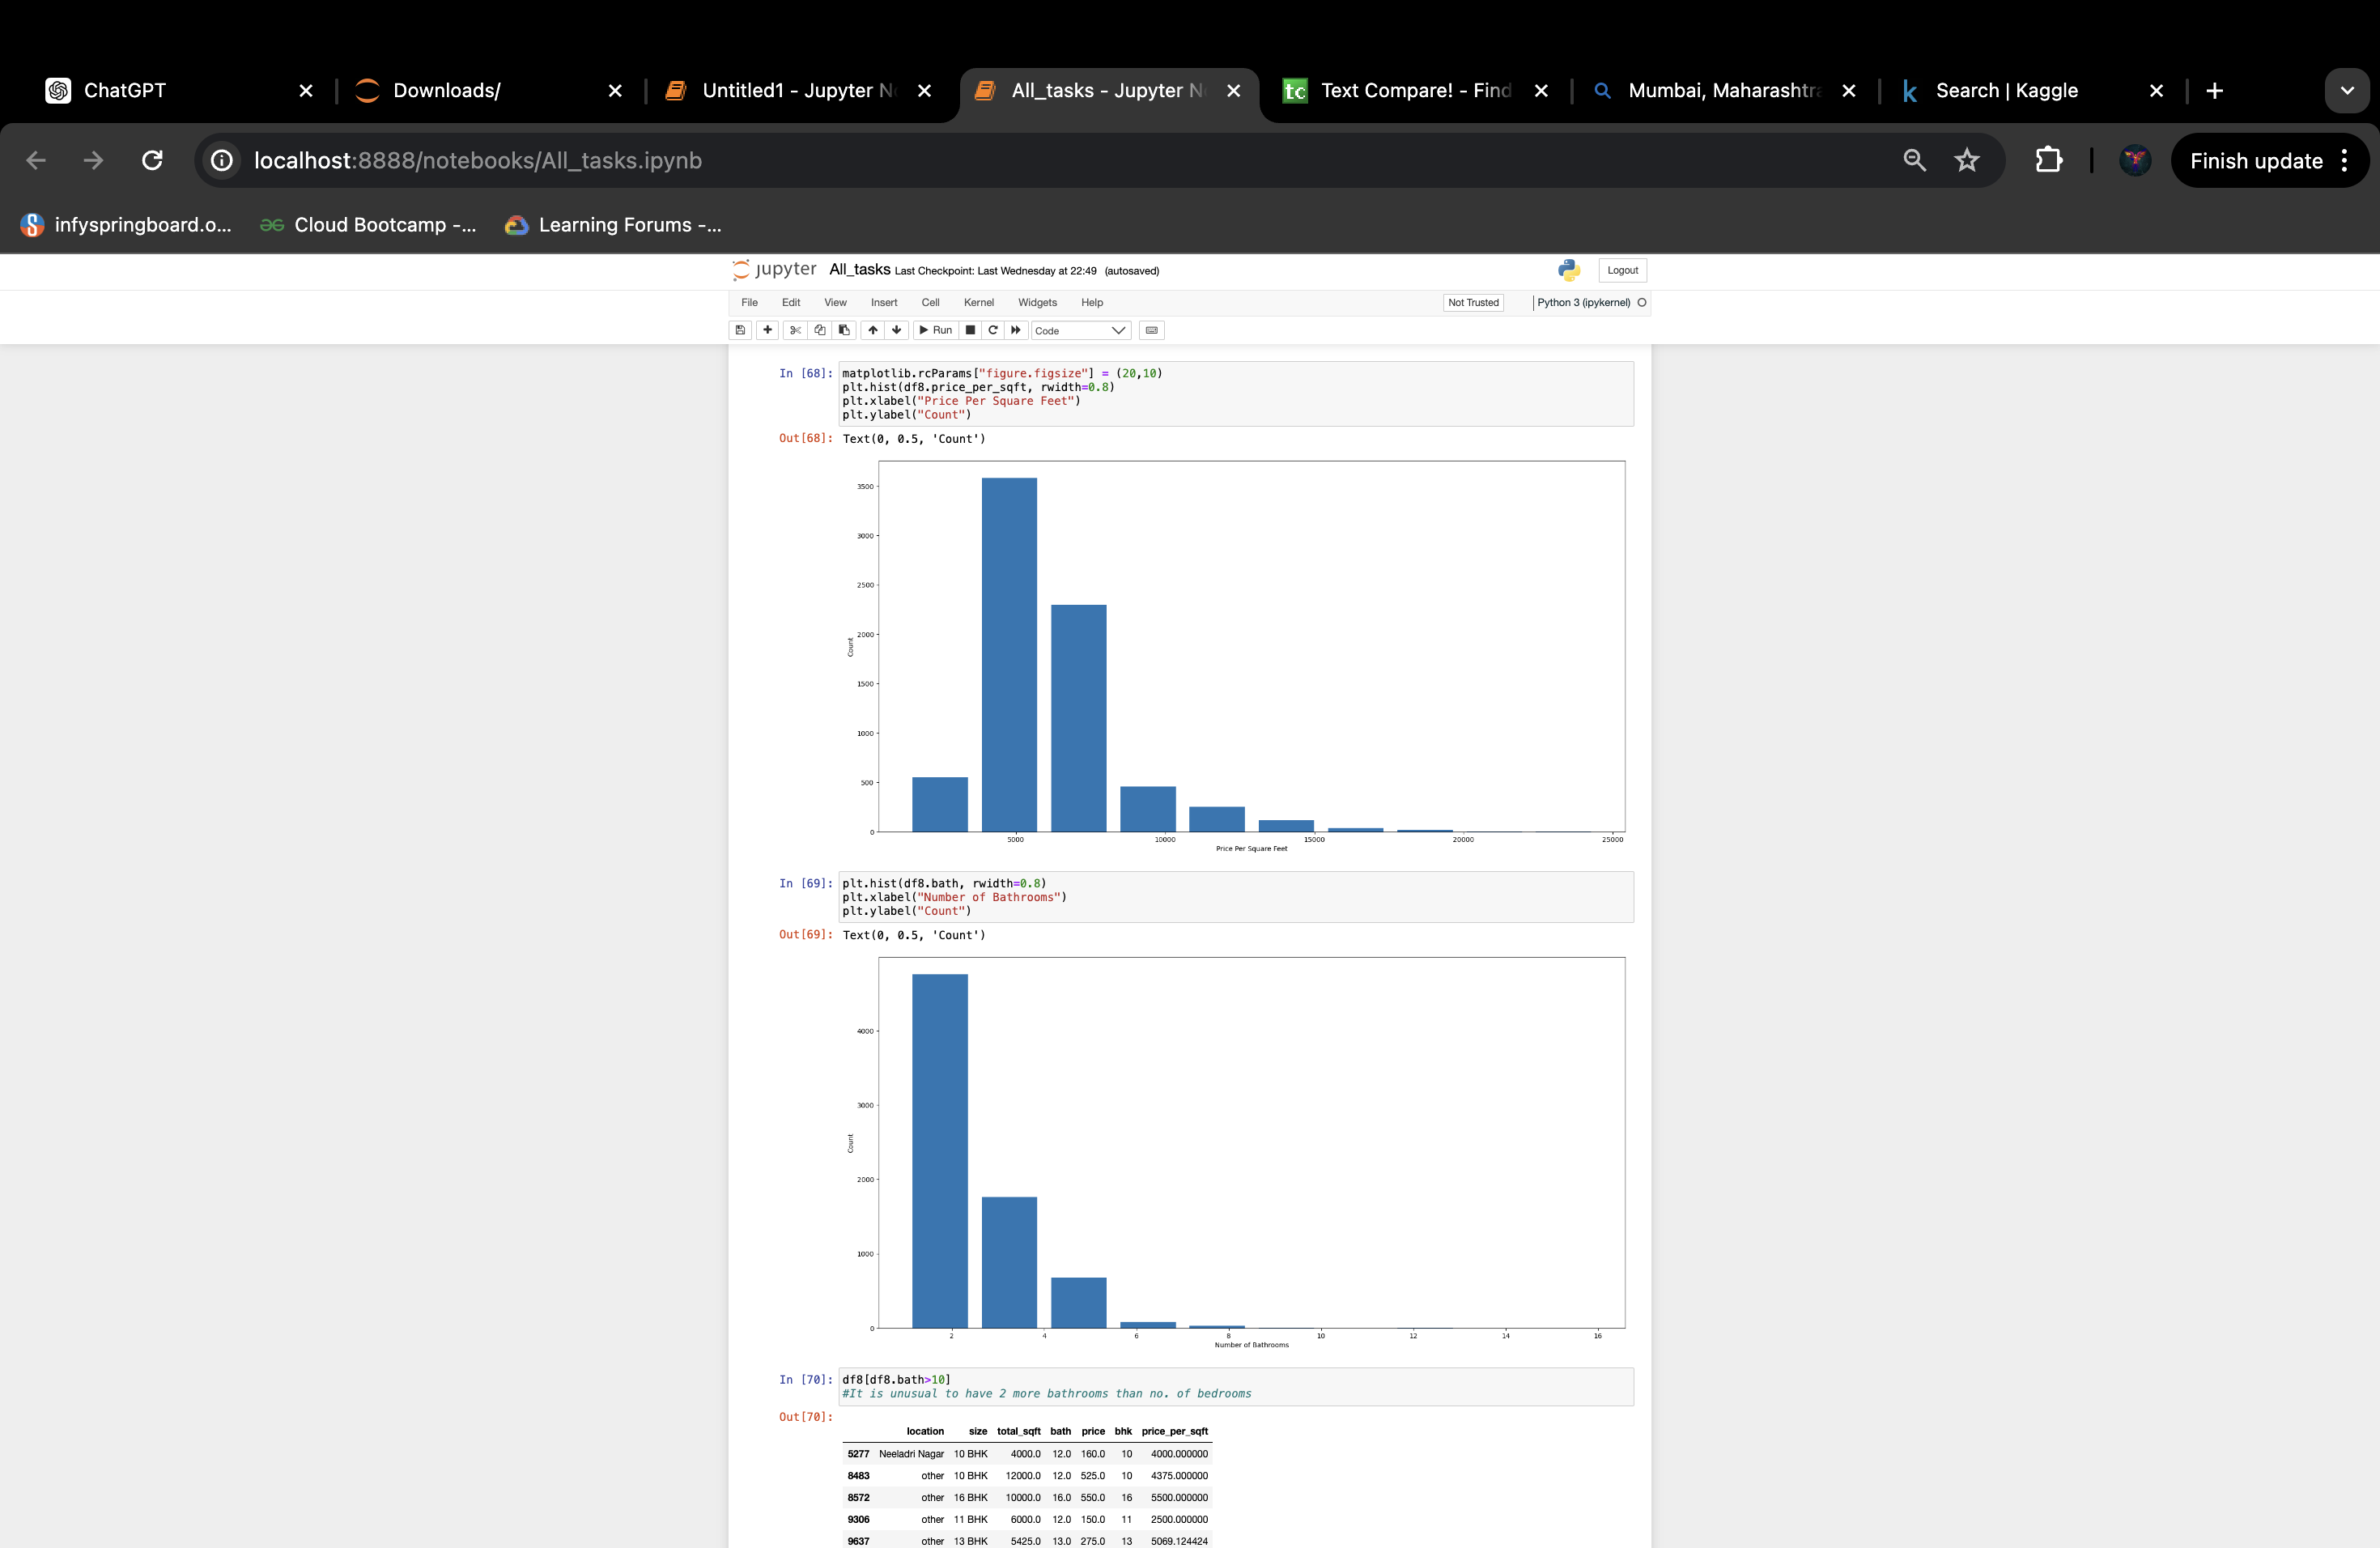 ChatGPT
Downloads/
Untitled1 - Jupyter N
All_tasks - Jupyter N
Text Compare! - Find
Mumbai, Maharashtra
Search | Kaggle
localhost:8888/notebooks/All_tasks.ipynb
Finish update
infyspringboard.o...
Cloud Bootcamp -...
Learning Forums -...
jupyter All_tasks Last Checkpoint: Last Wednesday at 22:49 (autosaved)
Logout
File Edit View Insert Cell Kernel Widgets Help
Not Trusted
Python 3 (ipykernel)
Run
Code
In [68]: matplotlib.rcParams["figure.figsize"] = (20,10)
plt.hist(df8.price_per_sqft, rwidth=0.8)
plt.xlabel("Price Per Square Feet")
plt.ylabel("Count")
Out[68]: Text(0, 0.5, 'Count')
3500
3000
2500
2000
Count
1500
1000
500
0
5000 10000 15000 20000 25000
Price Per Square Feet
In [69]: plt.hist(df8.bath, rwidth=0.8)
plt.xlabel("Number of Bathrooms")
plt.ylabel("Count")
Out[69]: Text(0, 0.5, 'Count')
4000
3000
Count
2000
1000
0
2 4 6 8 10 12 14 16
Number of Bathrooms
In [70]: df8[df8.bath>10]
#It is unusual to have 2 more bathrooms than no. of bedrooms
Out[70]:
location size total_sqft bath price bhk price_per_sqft
5277 Neeladri Nagar 10 BHK 4000.0 12.0 160.0 10 4000.000000
8483 other 10 BHK 12000.0 12.0 525.0 10 4375.000000
8572 other 16 BHK 10000.0 16.0 550.0 16 5500.000000
9306 other 11 BHK 6000.0 12.0 150.0 11 2500.000000
9637 other 13 BHK 5425.0 13.0 275.0 13 5069.124424